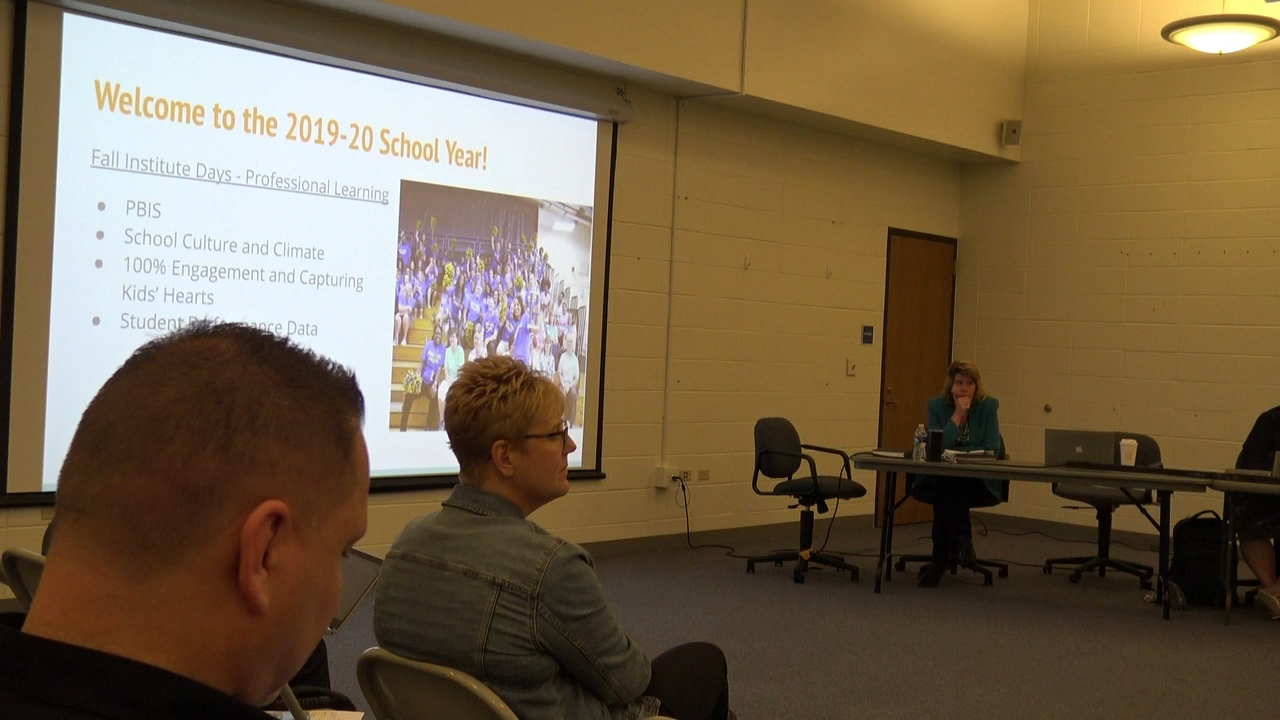 Welcome to the 2019-20 School Year!
Fall Institute Days - Professional Learning
• PBIS
• School Culture and Climate
• 100% Engagement and Capturing
Kids' Hearts
• Student Performance Data